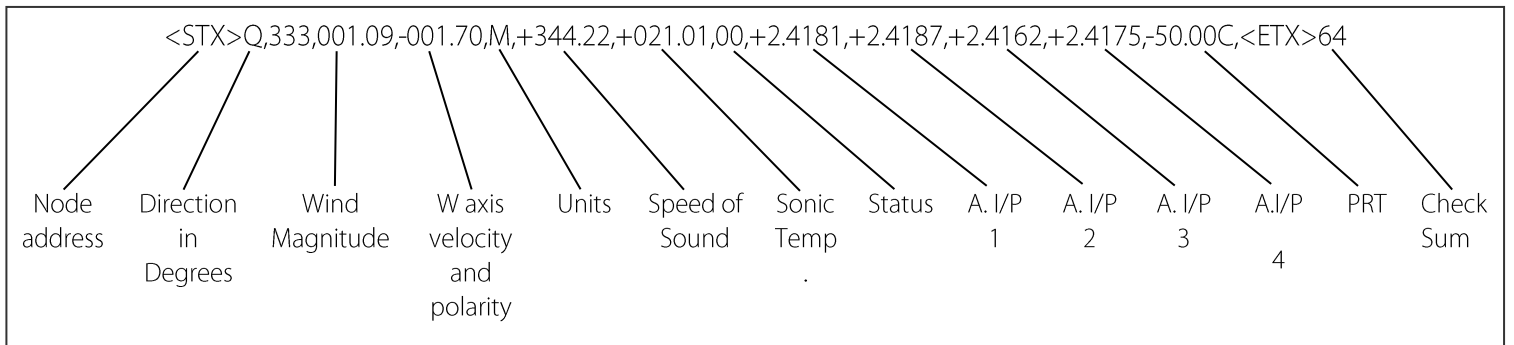 <STX>Q,333,001.09,-001.70,M,+344.22,+021.01,00,+2.4181,+2.4187,+2.4162,+2.4175,-50.00C,<ETX>64
Node
address
Direction
in
Degrees
Wind
Magnitude
W axis
velocity
and
polarity
Units
Speed of
Sound
Sonic
Temp
.
Status
A. I/P
1
A. I/P
2
A. I/P
3
A.I/P
4
PRT
Check
Sum